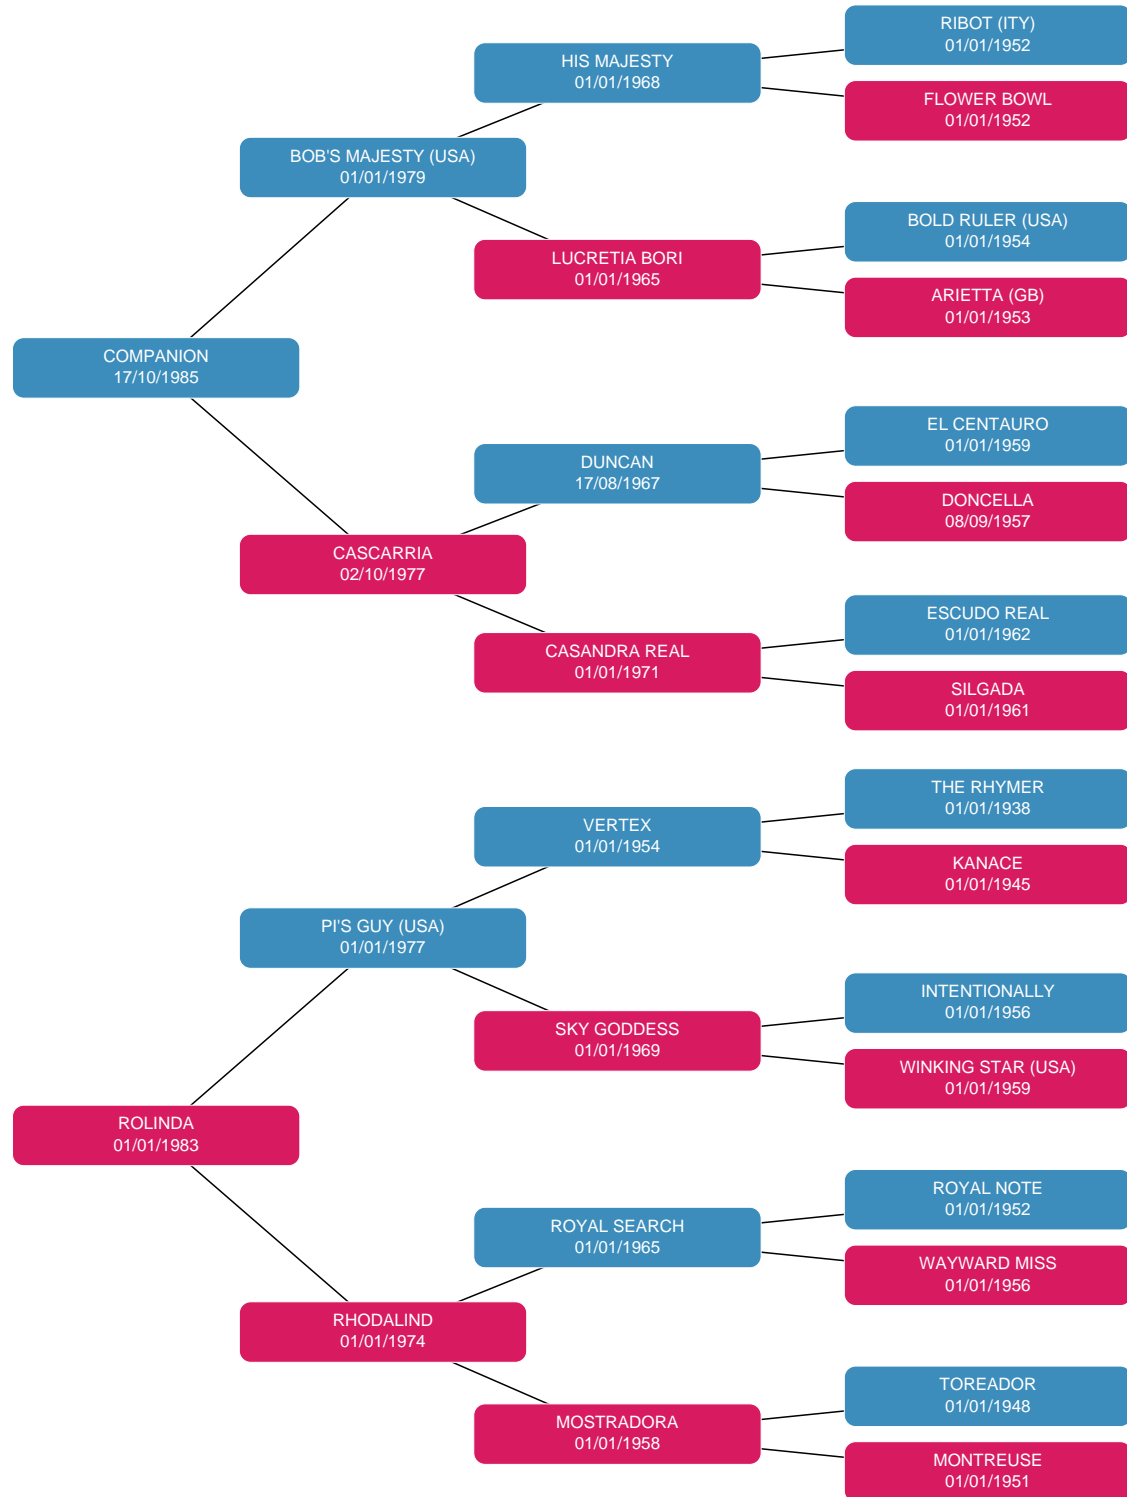 RIBOT (ITY)
01/01/1952
HIS MAJESTY
01/01/1968
FLOWER BOWL
01/01/1952
BOB'S MAJESTY (USA)
01/01/1979
BOLD RULER (USA)
01/01/1954
LUCRETIA BORI
01/01/1965
ARIETTA (GB)
01/01/1953
COMPANION
17/10/1985
EL CENTAURO
01/01/1959
DUNCAN
17/08/1967
DONCELLA
08/09/1957
CASCARRIA
02/10/1977
ESCUDO REAL
01/01/1962
CASANDRA REAL
01/01/1971
SILGADA
01/01/1961
THE RHYMER
01/01/1938
VERTEX
01/01/1954
KANACE
01/01/1945
PI'S GUY (USA)
01/01/1977
INTENTIONALLY
01/01/1956
SKY GODDESS
01/01/1969
WINKING STAR (USA)
01/01/1959
ROLINDA
01/01/1983
ROYAL NOTE
01/01/1952
ROYAL SEARCH
01/01/1965
WAYWARD MISS
01/01/1956
RHODALIND
01/01/1974
TOREADOR
01/01/1948
MOSTRADORA
01/01/1958
MONTREUSE
01/01/1951